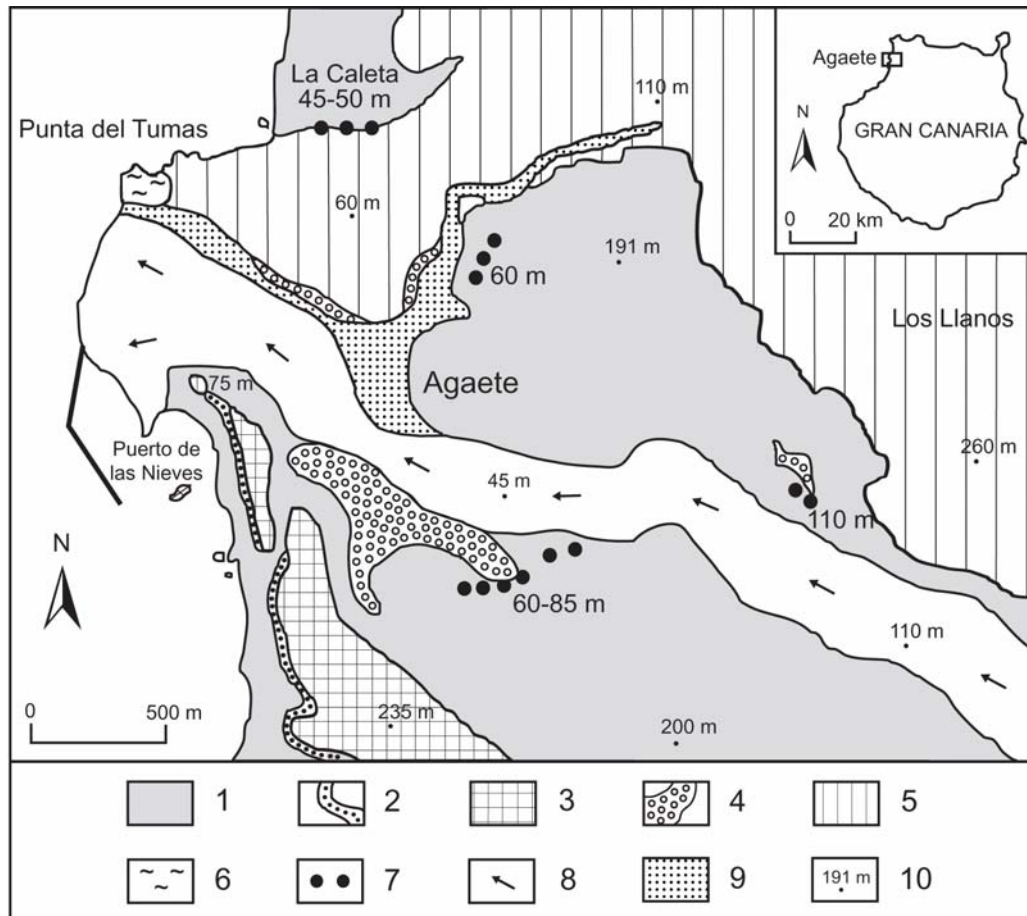 La Caleta
45-50 m
Punta del Tumas
110 m
Agaete
N
GRAN CANARIA
0 20 km
60 m
191 m
60 m
Los Llanos
Agaete
75 m
Puerto de
las Nieves
260 m
45 m
110 m
N
60-85 m
110 m
0 500 m
235 m
200 m
1 2 3 4 5
6 7 8 191 m 9 10